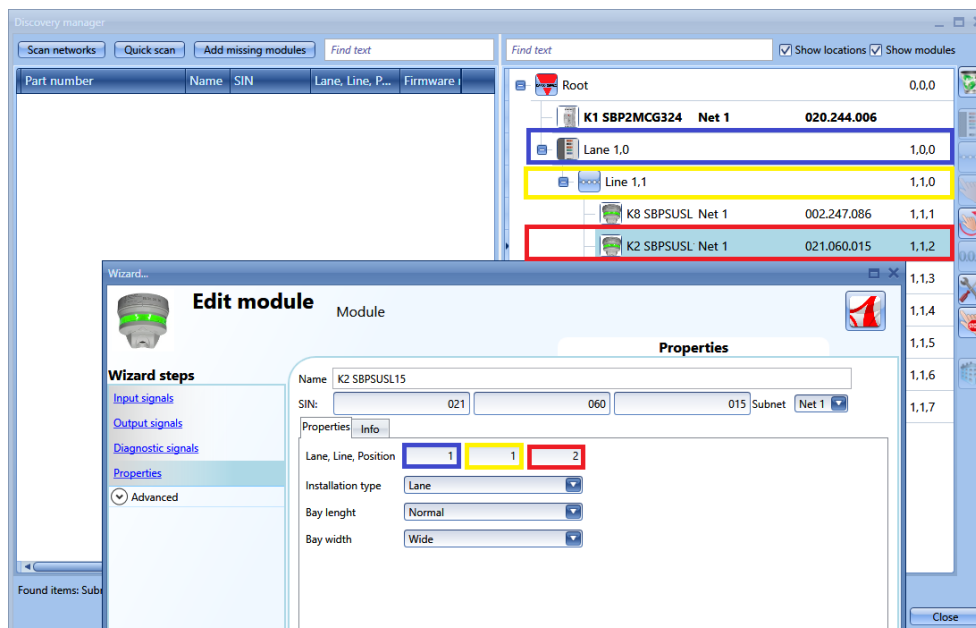 Discovery manager
Scan networks Quick scan Add missing modules Find text
Find text Show locations Show modules
Part number Name SIN Lane, Line, P... Firmware
Root 0,0,0
K1 SBP2MCG324 Net 1 020.244.006
Lane 1,0 1,0,0
Line 1,1 1,1,0
K8 SBPSUSL Net 1 002.247.086 1,1,1
K2 SBPSUSL Net 1 021.060.015 1,1,2
1,1,3
1,1,4
1,1,5
1,1,6
1,1,7
Wizard...
Edit module Module
Properties
Wizard steps
Input signals
Output signals
Diagnostic signals
Properties
Advanced
Name K2 SBPSUSL15
SIN: 021 060 015 Subnet Net 1
Properties Info
Lane, Line, Position 1 1 2
Installation type Lane
Bay lenght Normal
Bay width Wide
Found items: Sub
Close